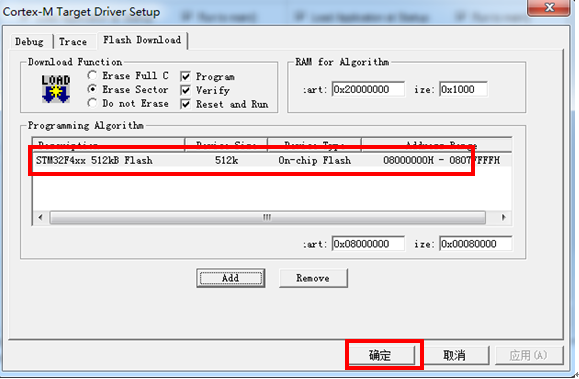 Cortex-M Target Driver Setup
Debug Trace Flash Download
Download Function
LOAD
Erase Full C
Erase Sector
Do not Erase
Program
Verify
Reset and Run
RAM for Algorithm
:art: 0x20000000 ize: 0x1000
Programming Algorithm
Description Device Size Device Type Address Range
STM32F4xx 512kB Flash 512k On-chip Flash 08000000H - 0807FFFFH
:art: 0x08000000 ize: 0x00080000
Add Remove
确定 取消 应用(A)